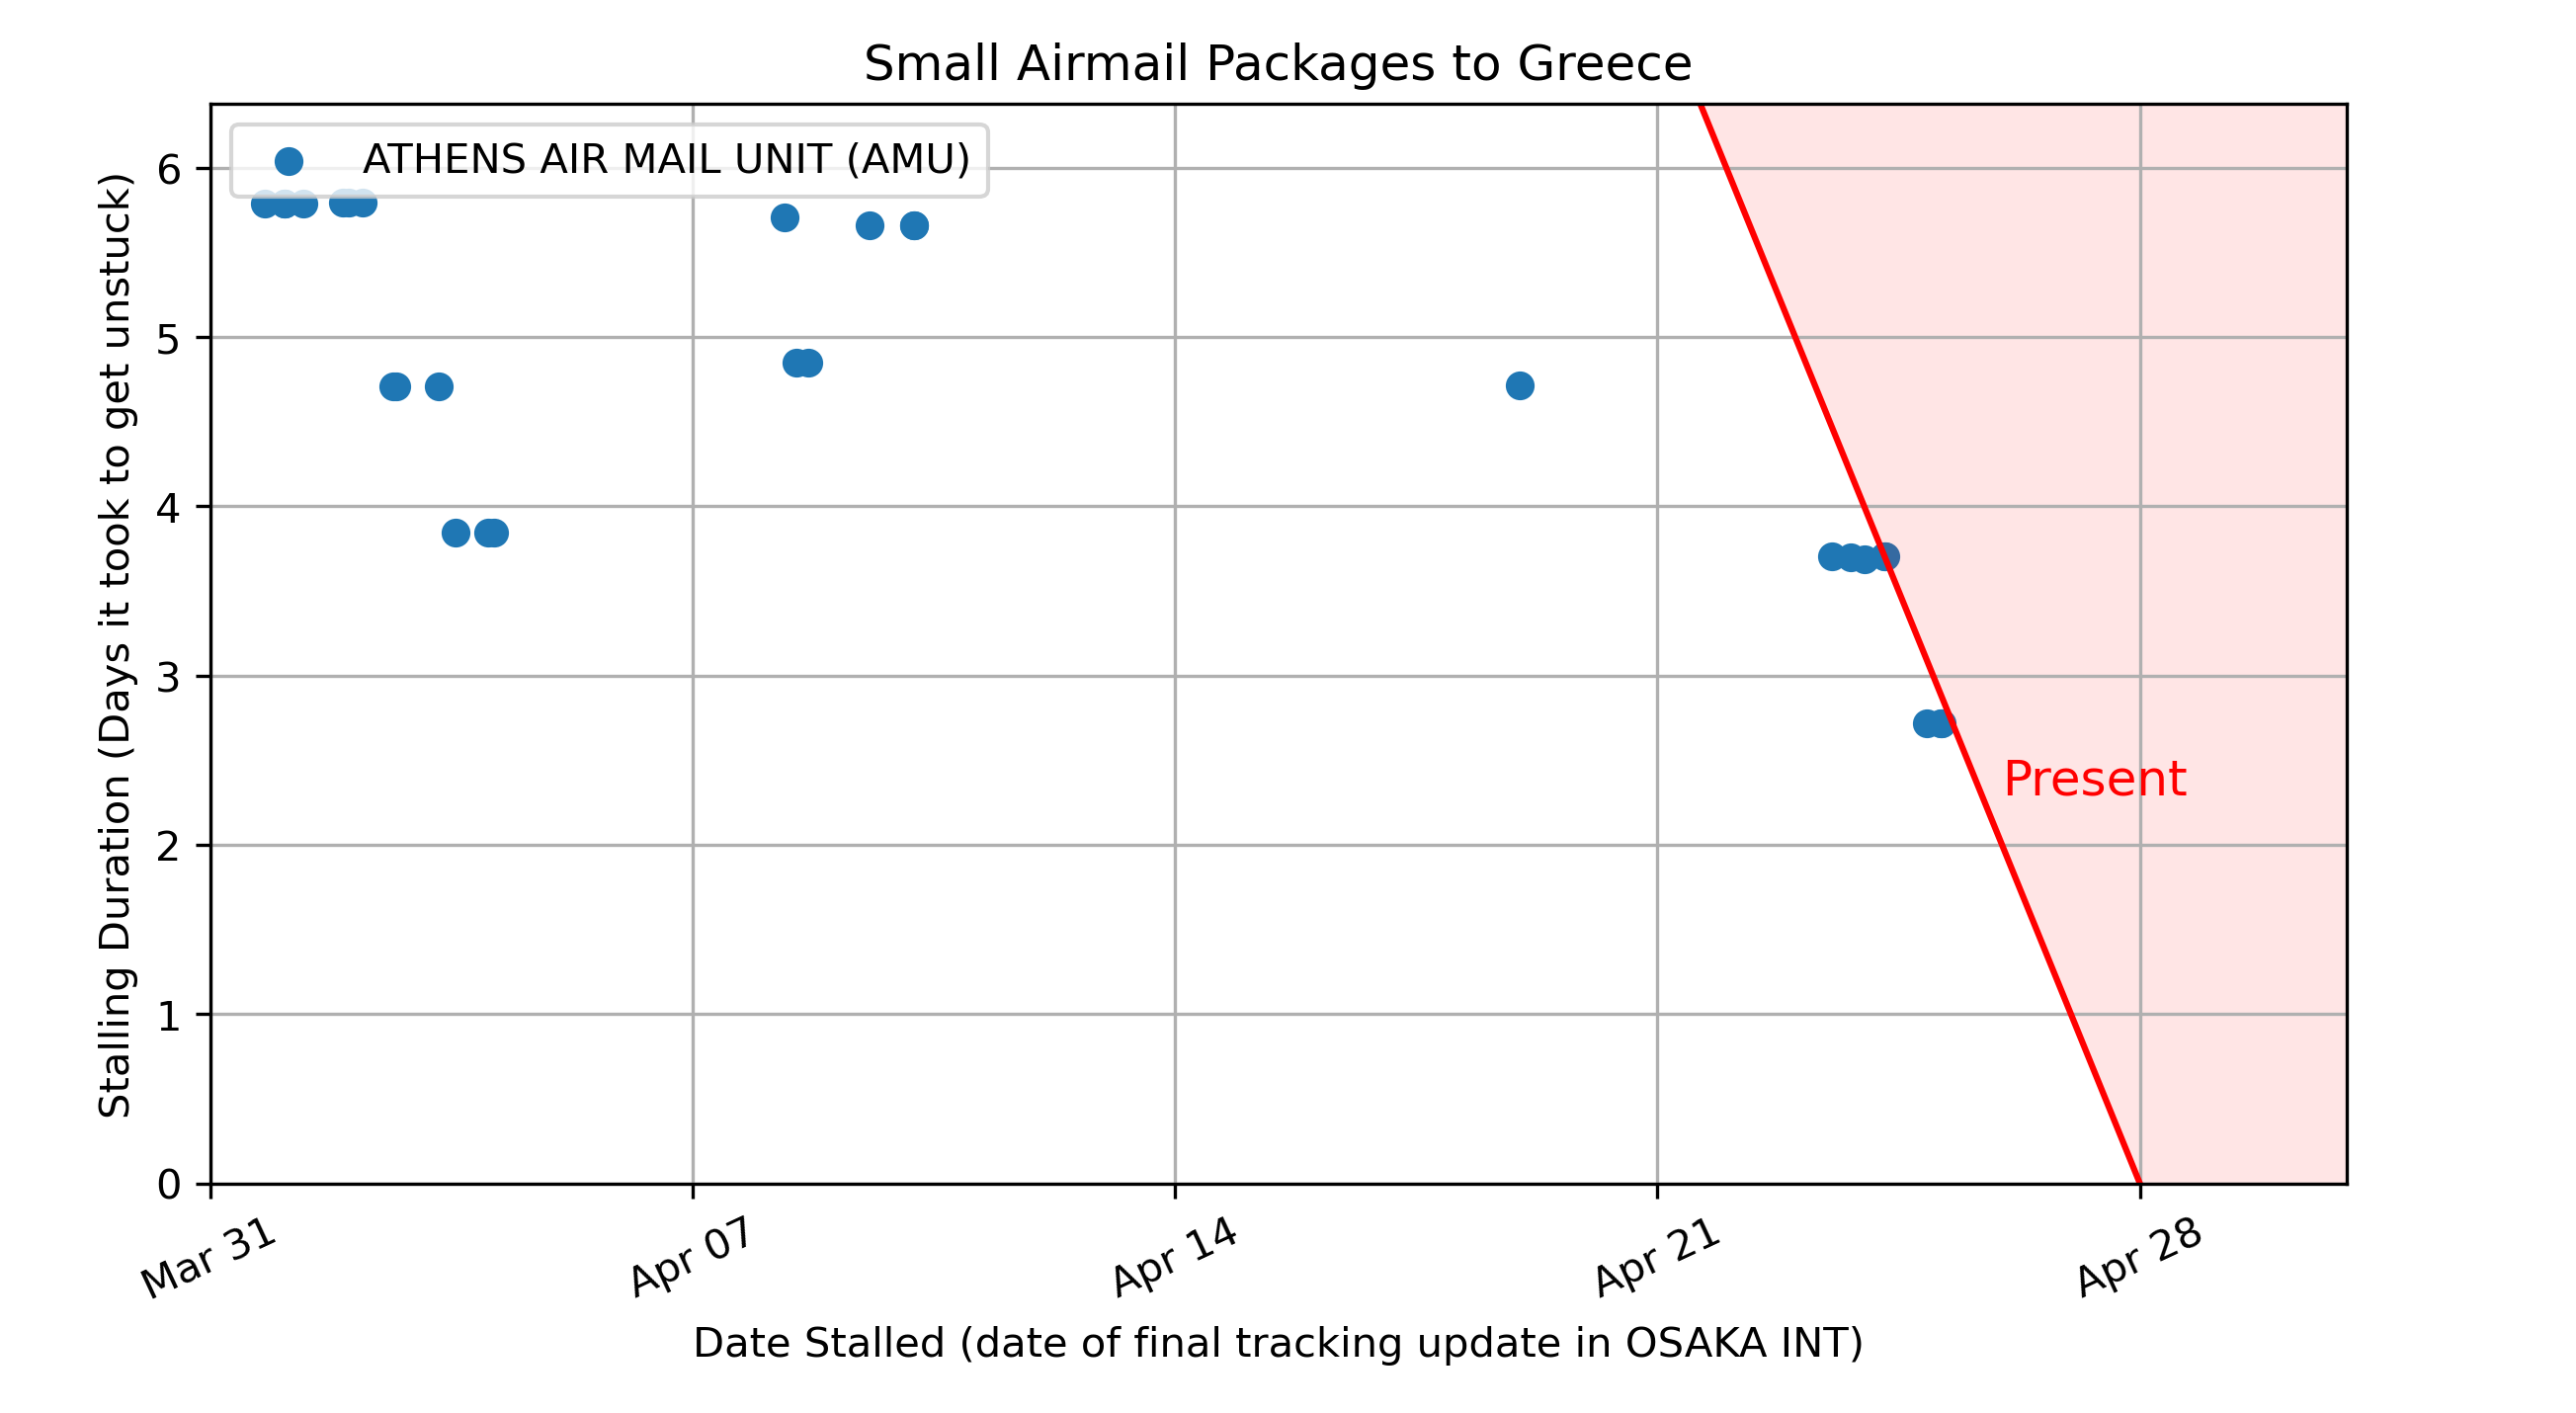 Small Airmail Packages to Greece
ATHENS AIR MAIL UNIT (AMU)
Stalling Duration (Days it took to get unstuck)
6
5
4
3
2
1
0
Present
Mar 31
Apr 07
Apr 14
Apr 21
Apr 28
Date Stalled (date of final tracking update in OSAKA INT)